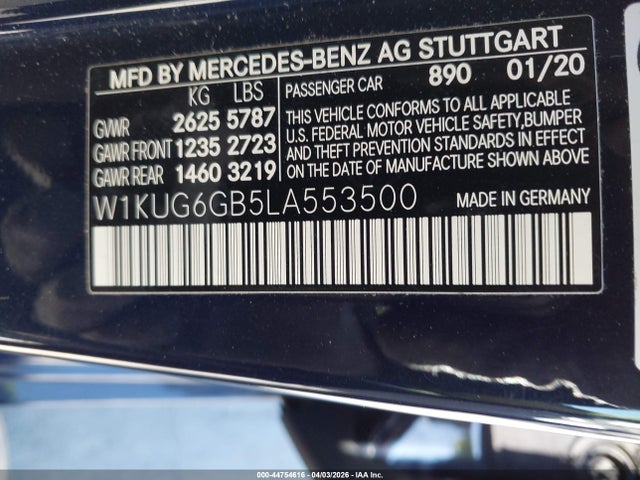 MFD BY MERCEDES-BENZ AG STUTTGART
KG LBS
GVWR 2625 5787
GAWR FRONT 1235 2723
GAWR REAR 1460 3219
PASSENGER CAR 890 01/20
THIS VEHICLE CONFORMS TO ALL APPLICABLE
U.S. FEDERAL MOTOR VEHICLE SAFETY,BUMPER
AND THEFT PREVENTION STANDARDS IN EFFECT
ON THE DATE OF MANUFACTURE SHOWN ABOVE
W1KUG6GB5LA553500 MADE IN GERMANY
000-44754616 - 04/03/2026 - IAA Inc.